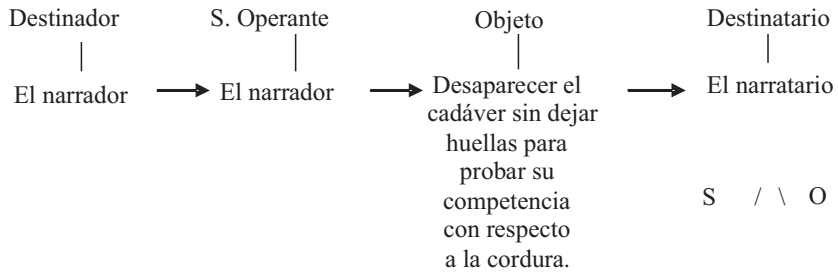 Destinador S. Operante Objeto Destinatario
El narrador El narrador Desaparecer el El narratario
cadáver sin dejar
huellas para
probar su
competencia S / \ O
con respecto
a la cordura.